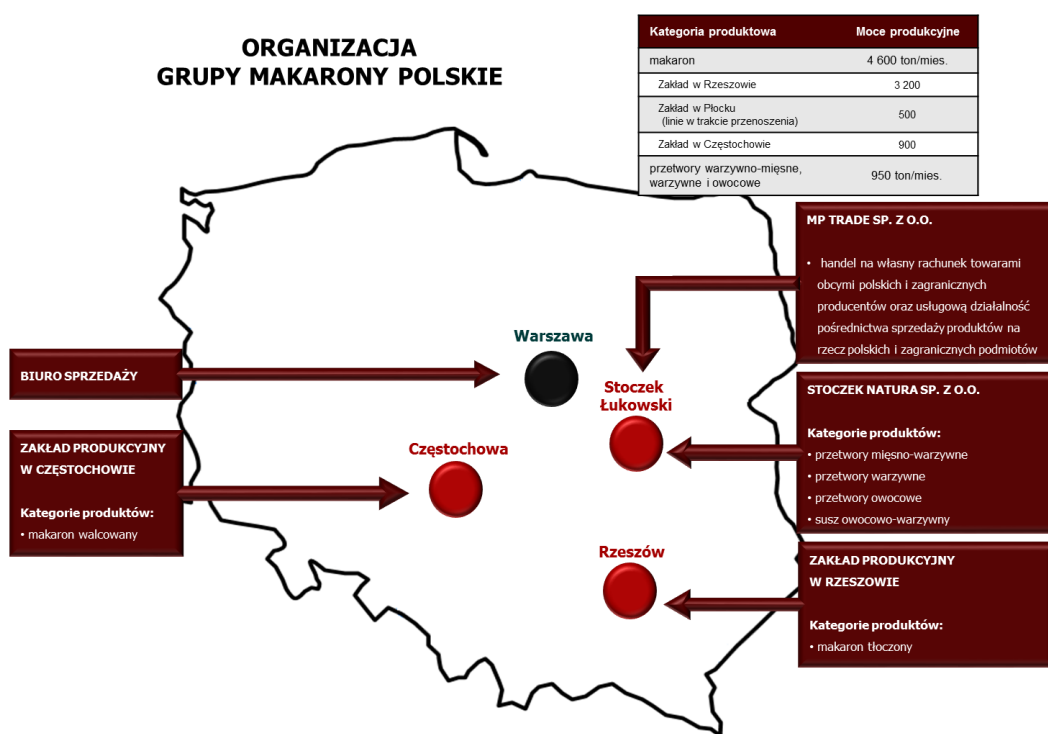 ORGANIZACJA
GRUPY MAKARONY POLSKIE
Kategoria produktowa Moce produkcyjne
makaron 4 600 ton/mies.
Zakład w Rzeszowie 3 200
Zakład w Płocku
(linie w trakcie przenoszenia) 500
Zakład w Częstochowie 900
przetwory warzywno-mięsne,
warzywne i owocowe 950 ton/mies.
MP TRADE SP. Z O.O.
• handel na własny rachunek towarami
obcymi polskich i zagranicznych
producentów oraz usługową działalność
pośrednictwa sprzedaży produktów na
rzecz polskich i zagranicznych podmiotów
Warszawa
BIURO SPRZEDAŻY
Stoczek
Łukowski
STOCZEK NATURA SP. Z O.O.
Kategorie produktów:
• przetwory mięsno-warzywne
• przetwory warzywne
• przetwory owocowe
• susz owocowo-warzywny
Częstochowa
ZAKŁAD PRODUKCYJNY
W CZĘSTOCHOWIE
Kategorie produktów:
• makaron walcowany
Rzeszów
ZAKŁAD PRODUKCYJNY
W RZESZOWIE
Kategorie produktów:
• makaron tłoczony